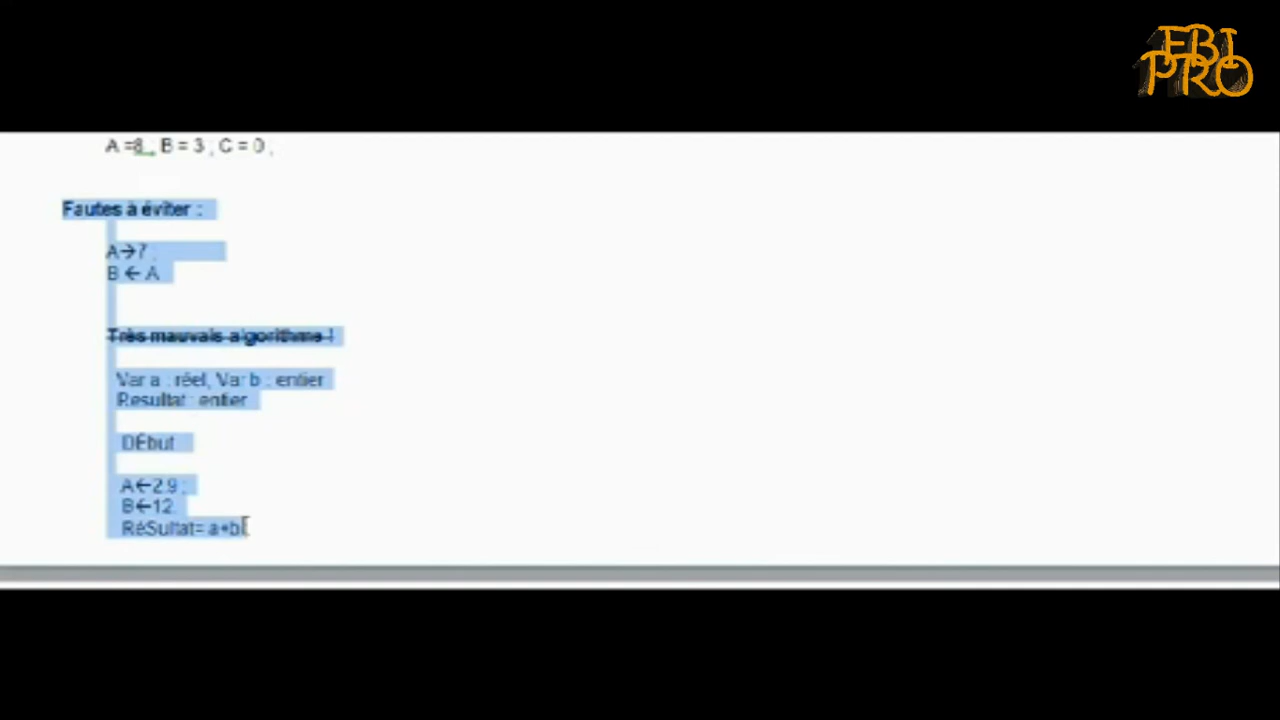 FBI
PRO
A =8 , B = 3 ; C = 0 ;
Fautes à éviter :
A→7 ;
B ← A
Très mauvais algorithme !
Var a : réel, Var b : entier
Resultat : entier
DÉbut
A←2.9 ;
B←12
RéSultat= a+b